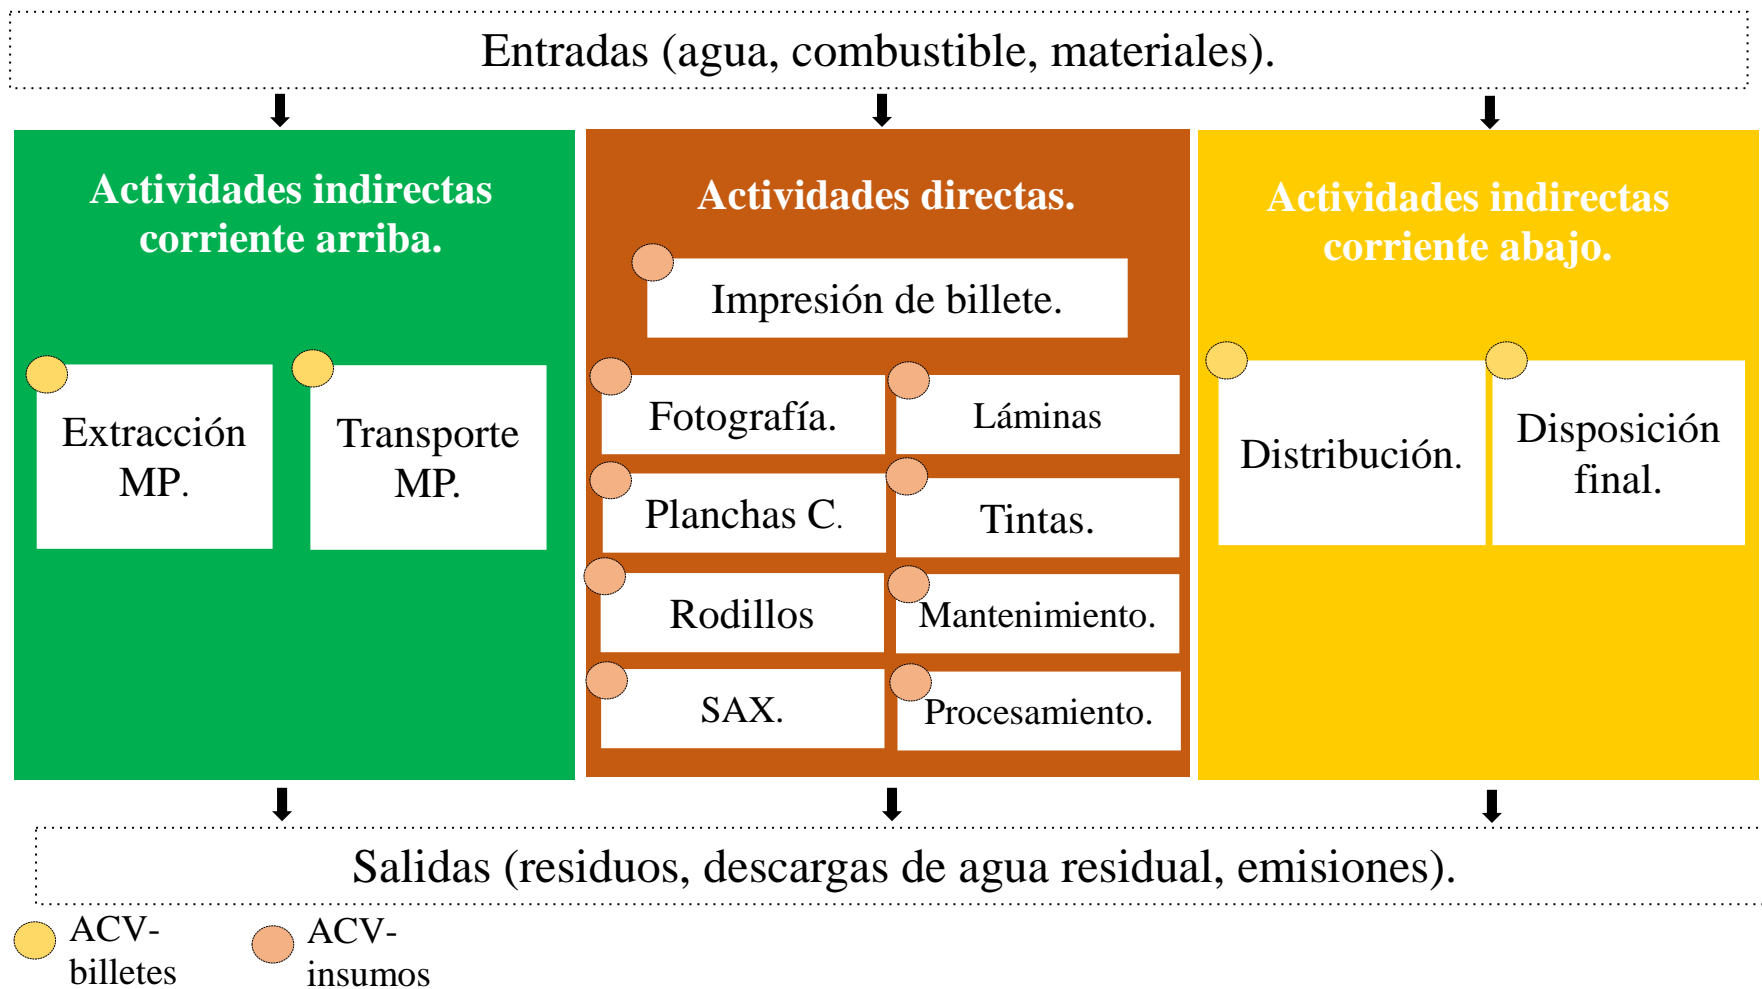 Entradas (agua, combustible, materiales).
Actividades indirectas
corriente arriba.
Extracción
MP.
Transporte
MP.
Actividades directas.
Impresión de billete.
Fotografía.
Láminas
Planchas C.
Tintas.
Rodillos
Mantenimiento.
SAX.
Procesamiento.
Actividades indirectas
corriente abajo.
Distribución.
Disposición
final.
Salidas (residuos, descargas de agua residual, emisiones).
ACV-
billetes
ACV-
insumos